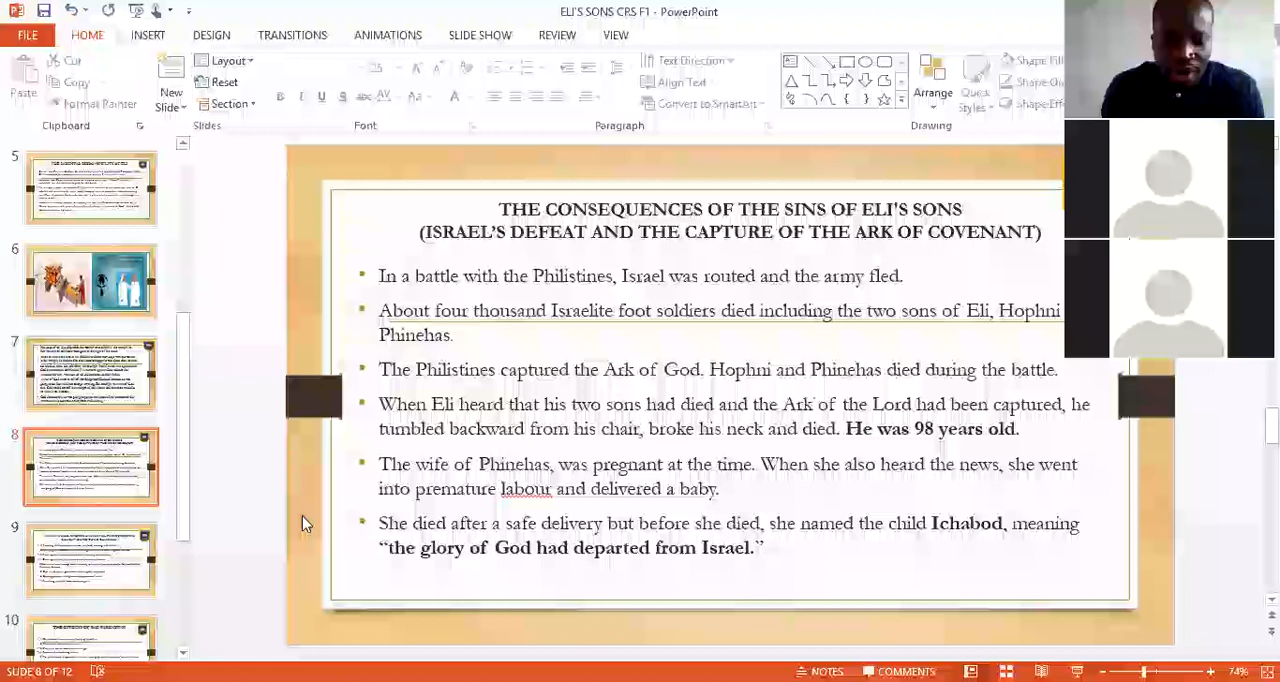 ELI'S SONS CRS F1 - PowerPoint
FILE HOME INSERT DESIGN TRANSITIONS ANIMATIONS SLIDE SHOW REVIEW VIEW
Paste
Cut
Copy
Format Painter
Clipboard
New
Slide
Layout
Reset
Section
Slides
Font
Text Direction
Align Text
Convert to SmartArt
Paragraph
Arrange
Quick
Styles
Drawing
5
6
7
8
9
10
THE CONSEQUENCES OF THE SINS OF ELI'S SONS
(ISRAEL'S DEFEAT AND THE CAPTURE OF THE ARK OF COVENANT)
In a battle with the Philistines, Israel was routed and the army fled.
About four thousand Israelite foot soldiers died including the two sons of Eli, Hophni
Phinehas.
The Philistines captured the Ark of God. Hophni and Phinehas died during the battle.
When Eli heard that his two sons had died and the Ark of the Lord had been captured, he
tumbled backward from his chair, broke his neck and died. He was 98 years old.
The wife of Phinehas, was pregnant at the time. When she also heard the news, she went
into premature labour and delivered a baby.
She died after a safe delivery but before she died, she named the child Ichabod, meaning
“the glory of God had departed from Israel.”
SLIDE 8 OF 12 NOTES COMMENTS 74%